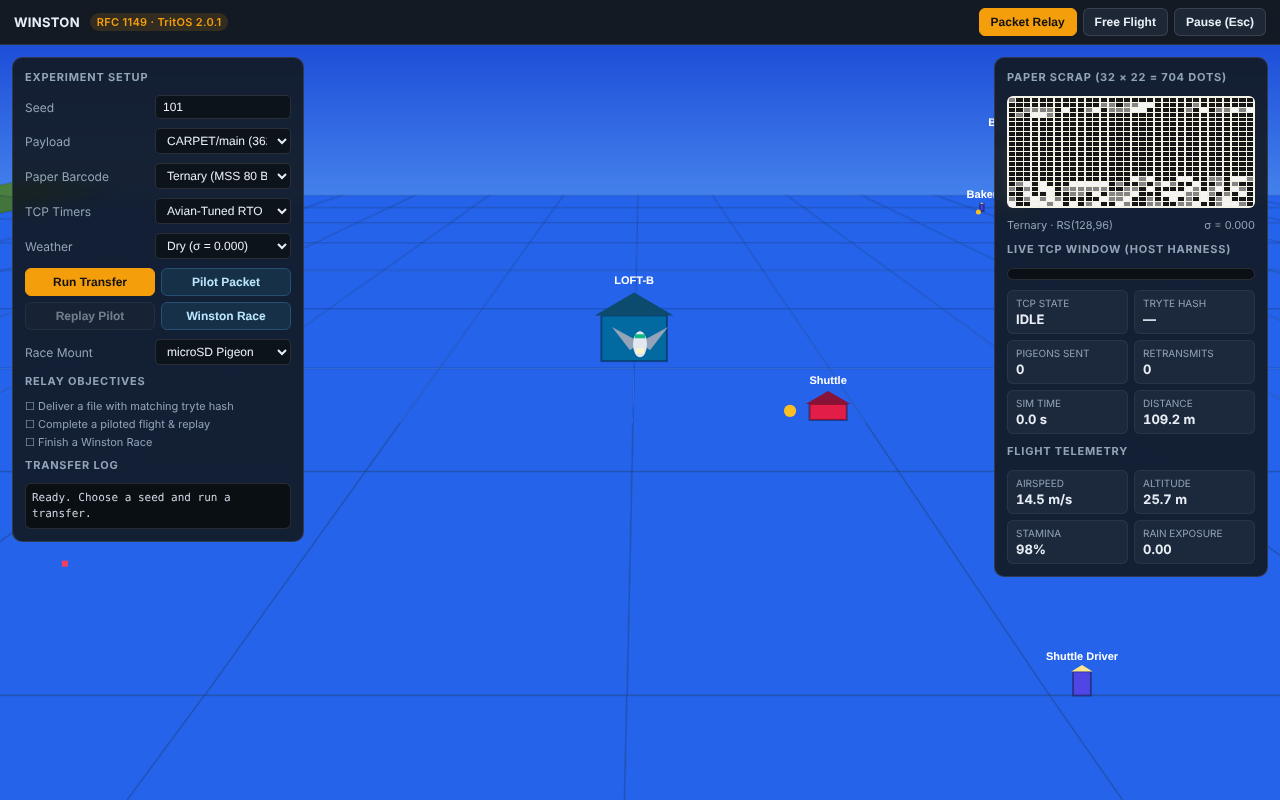 WINSTON
RFC 1149 · TritOS 2.0.1
Packet Relay
Free Flight
Pause (Esc)
EXPERIMENT SETUP
Seed
101
Payload
CARPET/main (36
Paper Barcode
Ternary (MSS 80 B
TCP Timers
Avian-Tuned RTO
Weather
Dry (σ = 0.000)
Run Transfer
Pilot Packet
Replay Pilot
Winston Race
Race Mount
microSD Pigeon
RELAY OBJECTIVES
☐ Deliver a file with matching tryte hash
☐ Complete a piloted flight & replay
☐ Finish a Winston Race
TRANSFER LOG
Ready. Choose a seed and run a
transfer.
LOFT-B
Shuttle
Shuttle Driver
B
Bake
PAPER SCRAP (32 × 22 = 704 DOTS)
Ternary · RS(128,96)
σ = 0.000
LIVE TCP WINDOW (HOST HARNESS)
TCP STATE
IDLE
TRYTE HASH
—
PIGEONS SENT
0
RETRANSMITS
0
SIM TIME
0.0 s
DISTANCE
109.2 m
FLIGHT TELEMETRY
AIRSPEED
14.5 m/s
ALTITUDE
25.7 m
STAMINA
98%
RAIN EXPOSURE
0.00